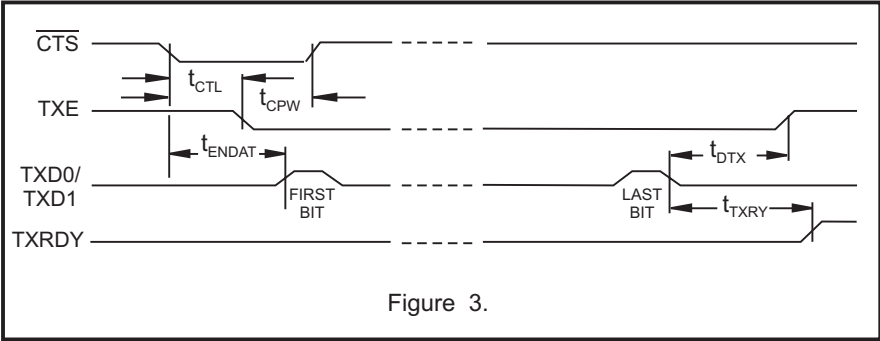 CTS
tCTL
tCPW
TXE
tENDAT
tDTX
TXD0/
TXD1
FIRST
BIT
LAST
BIT
tTXRY
TXRDY
Figure 3.